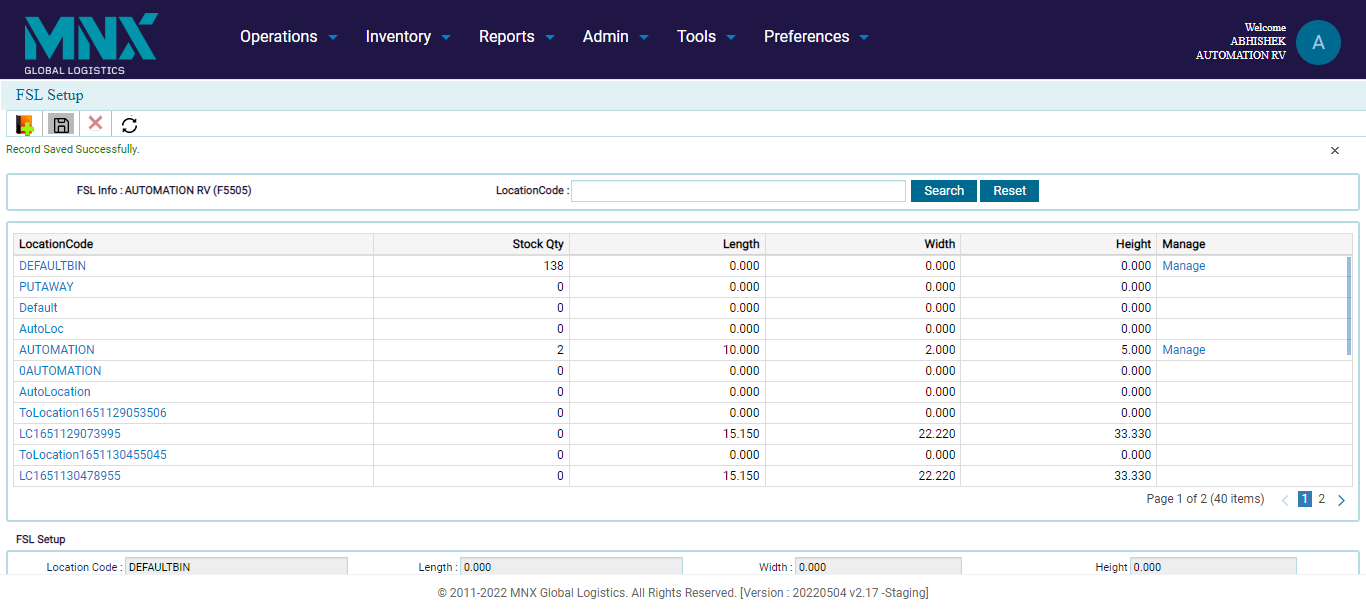 MNX
GLOBAL LOGISTICS
Operations Inventory Reports Admin Tools Preferences
Welcome
ABHISHEK
AUTOMATION RV
A
FSL Setup
Record Saved Successfully.
FSL Info : AUTOMATION RV (F5505) LocationCode : Search Reset
LocationCode Stock Qty Length Width Height Manage
DEFAULTBIN 138 0.000 0.000 0.000 Manage
PUTAWAY 0 0.000 0.000 0.000
Default 0 0.000 0.000 0.000
AutoLoc 0 0.000 0.000 0.000
AUTOMATION 2 10.000 2.000 5.000 Manage
0AUTOMATION 0 0.000 0.000 0.000
AutoLocation 0 0.000 0.000 0.000
ToLocation1651129053506 0 0.000 0.000 0.000
LC1651129073995 0 15.150 22.220 33.330
ToLocation1651130455045 0 0.000 0.000 0.000
LC1651130478955 0 15.150 22.220 33.330
Page 1 of 2 (40 items) 1 2
FSL Setup
Location Code : DEFAULTBIN Length : 0.000 Width : 0.000 Height 0.000
© 2011-2022 MNX Global Logistics. All Rights Reserved. [Version : 20220504 v2.17 -Staging]